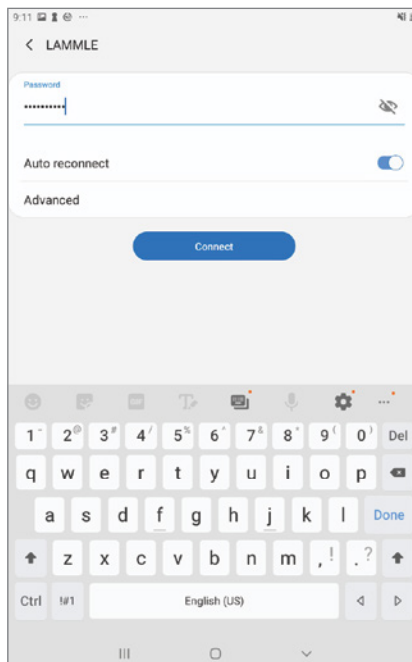 9:11
LAMMLE
Password
••••••••••
Auto reconnect
Advanced
Connect
GIF
1 - 2 @ 3 # 4 / 5 % 6 ^ 7 & 8 * 9 ( 0 ) Del
q w e r t y u i o p
a s d f g h j k l Done
z x c v b n m , ! . ?
Ctrl !#1 English (US)